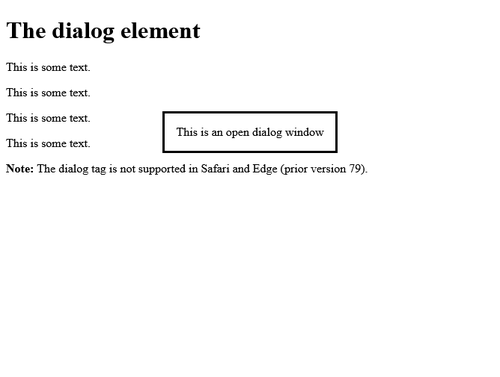 The dialog element
This is some text.
This is some text.
This is some text.
This is an open dialog window
This is some text.
Note: The dialog tag is not supported in Safari and Edge (prior version 79).